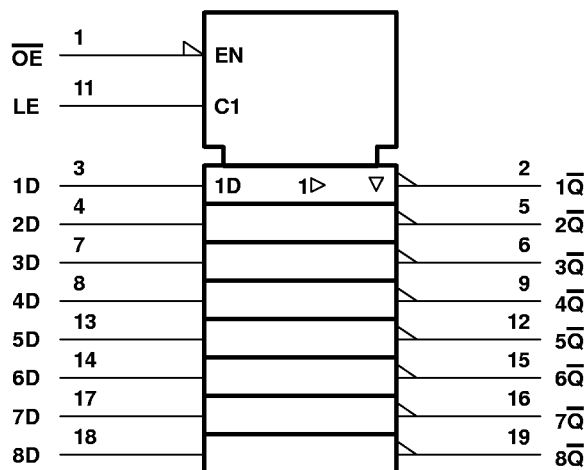 1
O̅E̅ EN
11
LE C1
3 2
1D 1D 1▷ ▽ 1Q̅
4 5
2D 2Q̅
7 6
3D 3Q̅
8 9
4D 4Q̅
13 12
5D 5Q̅
14 15
6D 6Q̅
17 16
7D 7Q̅
18 19
8D 8Q̅